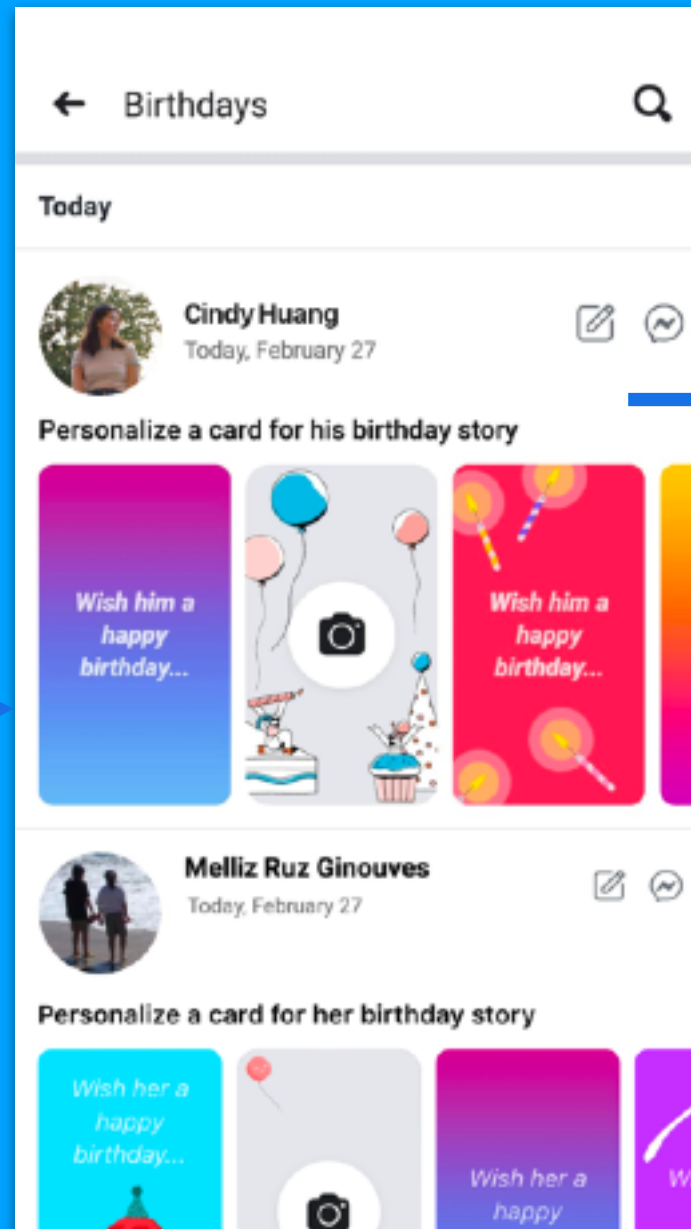 Birthdays
Today
Cindy Huang
Today, February 27
Personalize a card for his birthday story
Wish him a
happy
birthday...
Wish him a
happy
birthday...
Melliz Ruz Ginouves
Today, February 27
Personalize a card for her birthday story
Wish her a
happy
birthday...
Wish her a
happy